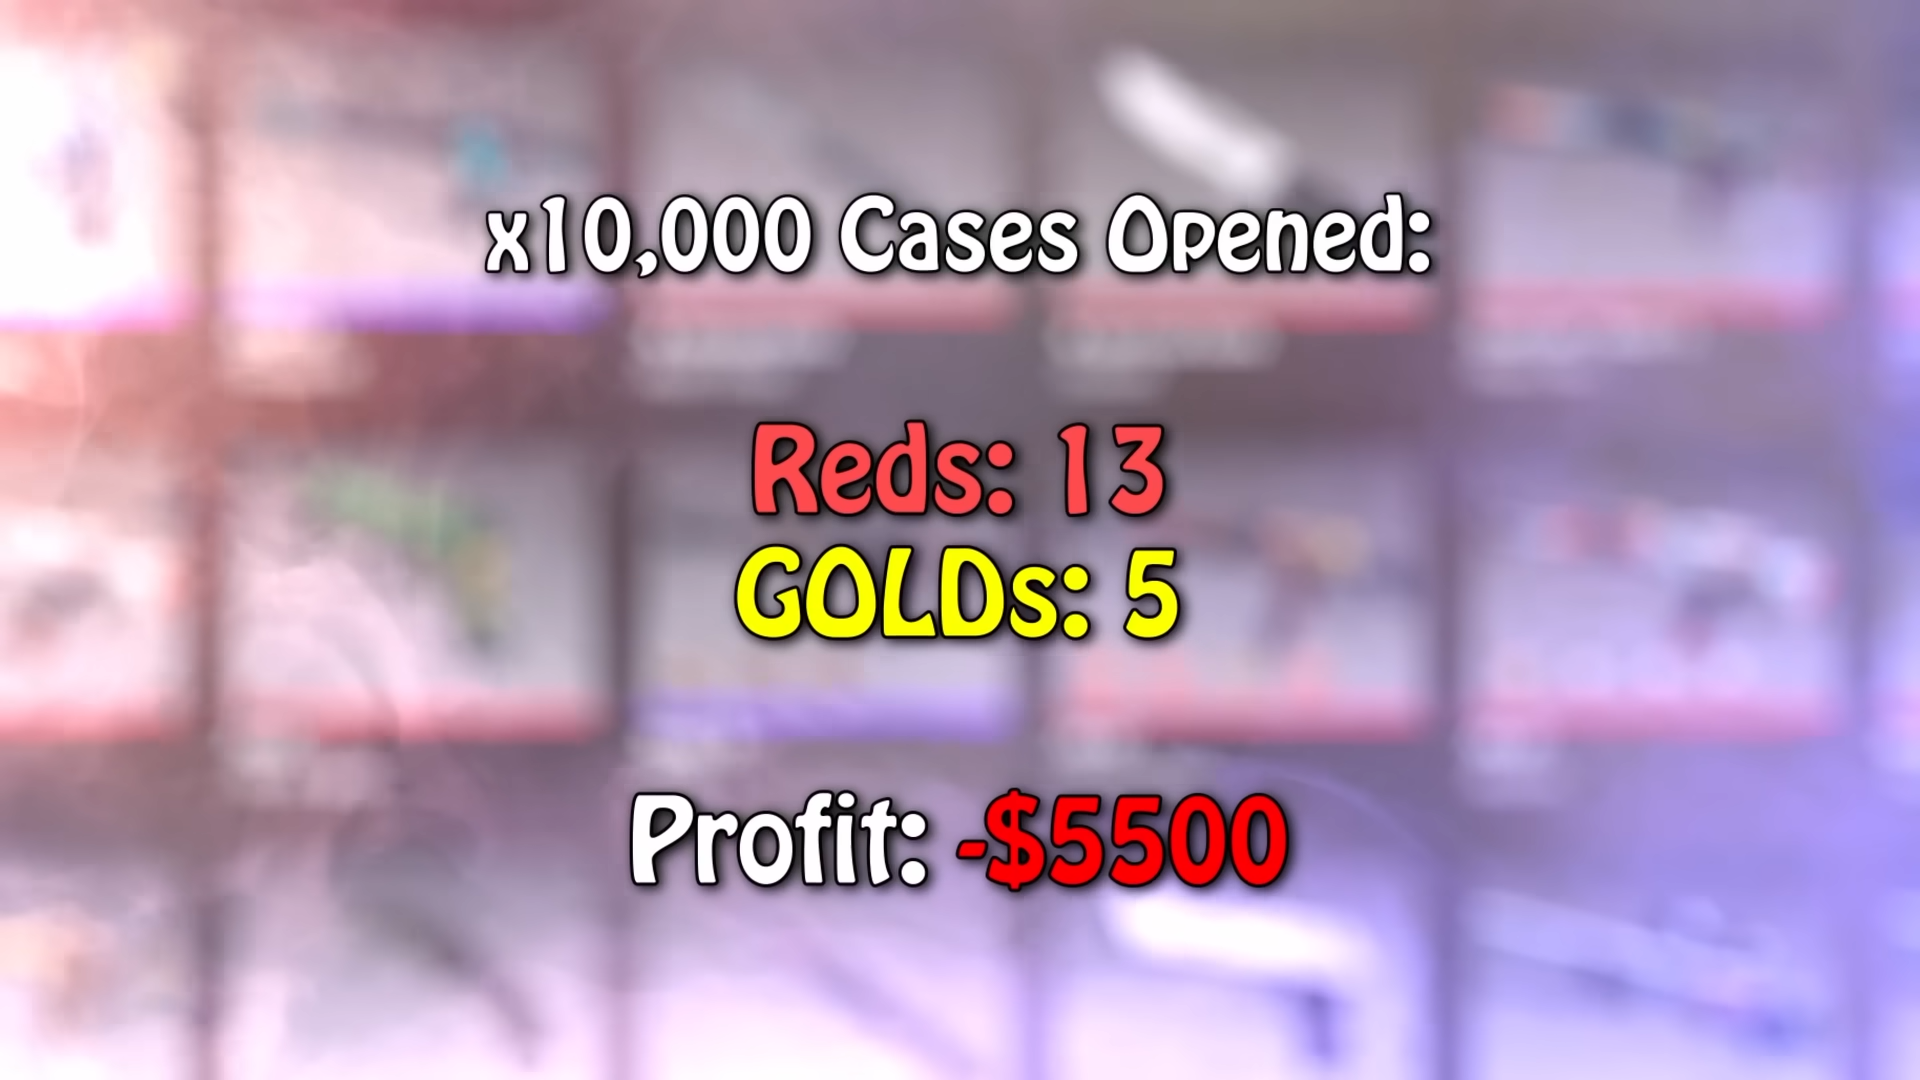 x10,000 Cases Opened:
Reds: 13
GOLDs: 5
Profit: -$5500